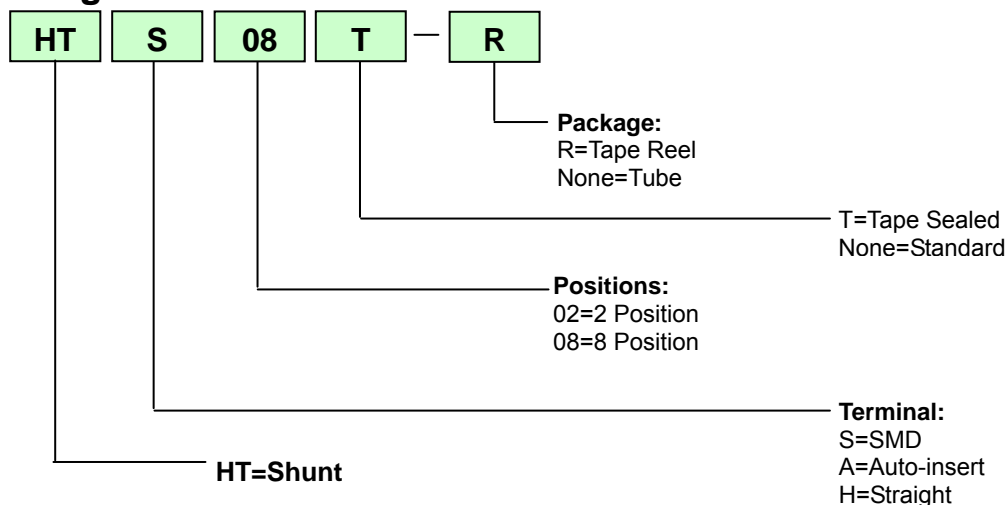 HT S 08 T — R
Package:
R=Tape Reel
None=Tube
T=Tape Sealed
None=Standard
Positions:
02=2 Position
08=8 Position
Terminal:
S=SMD
A=Auto-insert
H=Straight
HT=Shunt